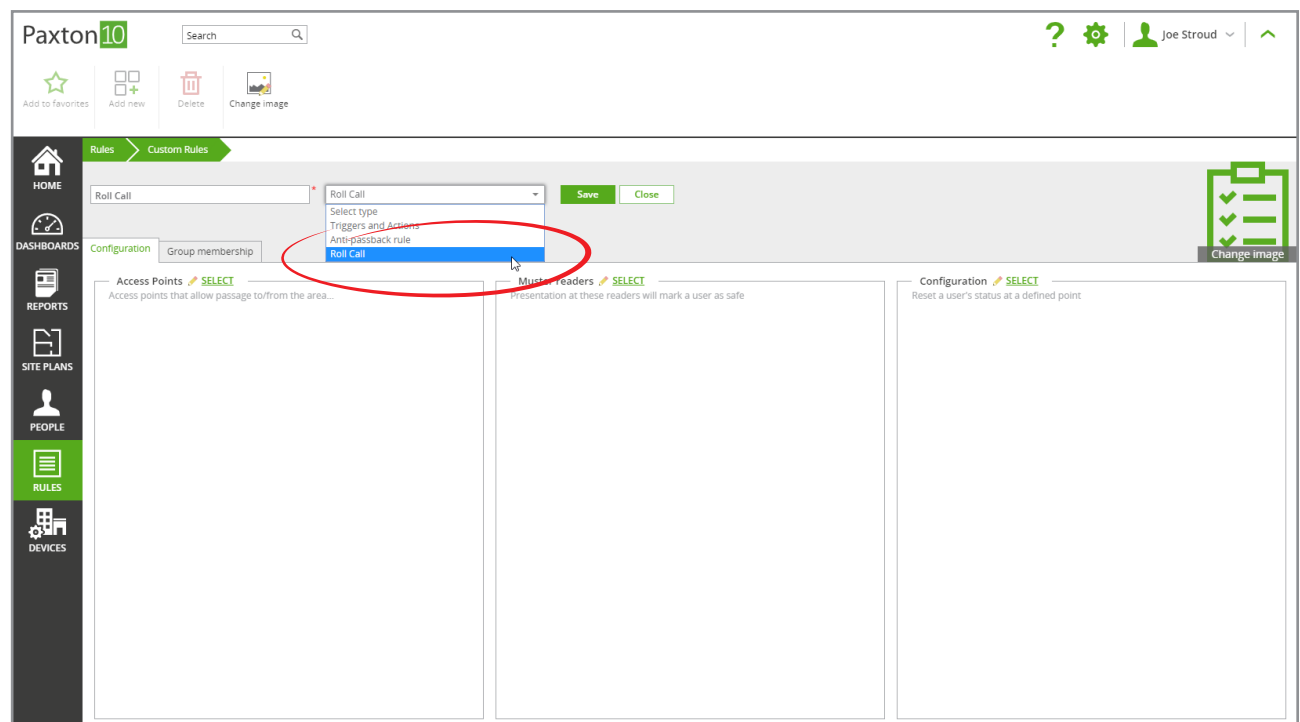 Paxton 10
Search
?
Joe Stroud
Add to favorites
Add new
Delete
Change image
Rules
Custom Rules
HOME
DASHBOARDS
REPORTS
SITE PLANS
PEOPLE
RULES
DEVICES
Roll Call
*
Roll Call
Save
Close
Select type
Triggers and Actions
Anti-passback rule
Roll Call
Change image
Configuration
Group membership
Access Points SELECT
Access points that allow passage to/from the area...
Muster readers SELECT
Presentation at these readers will mark a user as safe
Configuration SELECT
Reset a user's status at a defined point